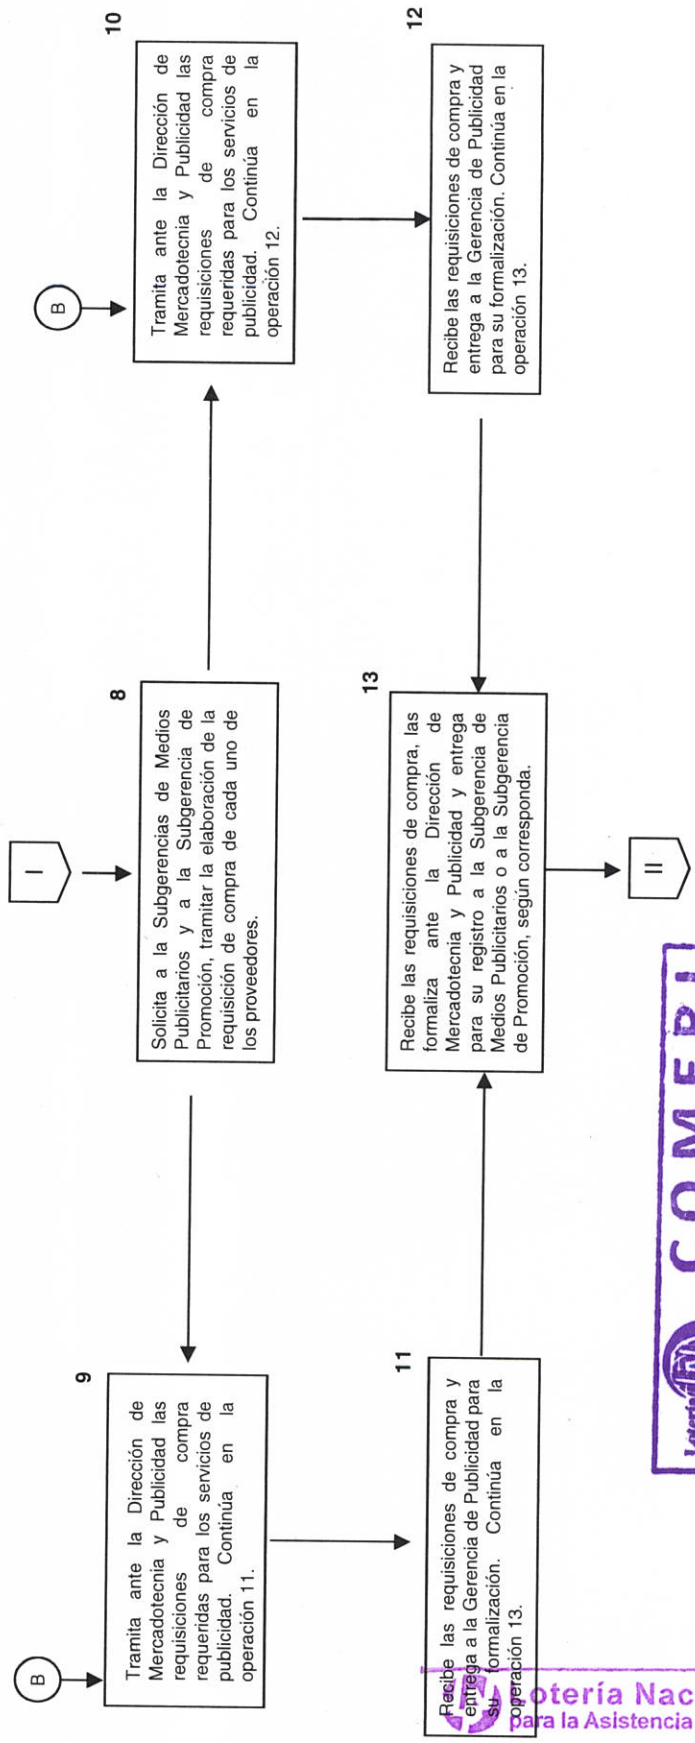 I
8
Solicita a la Subgerencias de Medios
Publicitarios y a la Subgerencia de
Promoción, tramitar la elaboración de la
requisición de compra de cada uno de
los proveedores.
B
9
Tramita ante la Dirección de
Mercadotecnia y Publicidad las
requisiciones de compra
requeridas para los servicios de
publicidad. Continúa en la
operación 11.
B
10
Tramita ante la Dirección de
Mercadotecnia y Publicidad las
requisiciones de compra
requeridas para los servicios de
publicidad. Continúa en la
operación 12.
11
Recibe las requisiciones de compra y
entrega a la Gerencia de Publicidad para
su formalización. Continúa en la
operación 13.
12
Recibe las requisiciones de compra y
entrega a la Gerencia de Publicidad
para su formalización. Continúa en la
operación 13.
13
Recibe las requisiciones de compra, las
formaliza ante la Dirección de
Mercadotecnia y Publicidad y entrega
para su registro a la Subgerencia de
Medios Publicitarios o a la Subgerencia
de Promoción, según corresponda.
II
Lotería
COMERI
Lotería Nac
para la Asistencia